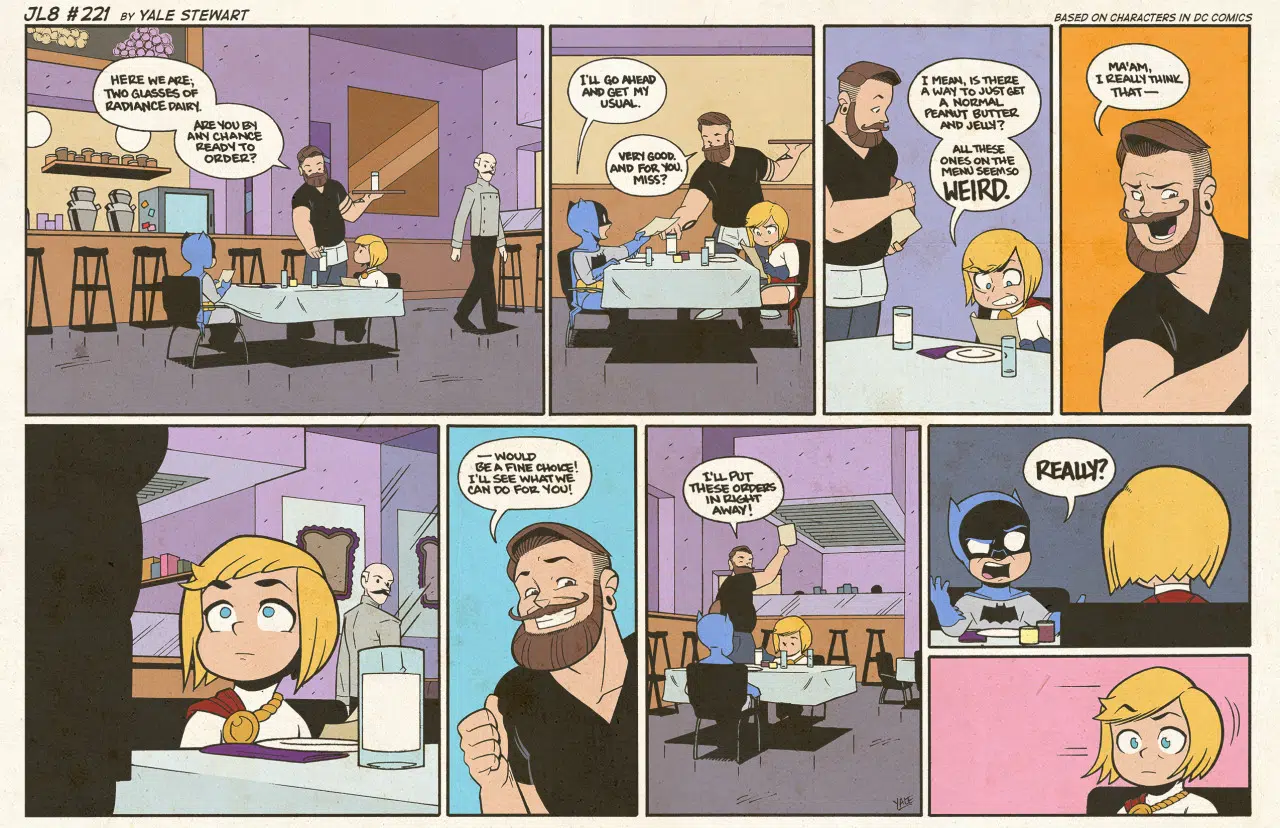 JL8 #221 BY YALE STEWART
BASED ON CHARACTERS IN DC COMICS
HERE WE ARE;
TWO GLASSES OF
RADIANCE DAIRY.
ARE YOU BY
ANY CHANCE
READY TO
ORDER?
I'LL GO AHEAD
AND GET MY
USUAL.
VERY GOOD.
AND FOR YOU,
MISS?
I MEAN, IS THERE
A WAY TO JUST GET
A NORMAL
PEANUT BUTTER
AND JELLY?
ALL THESE
ONES ON THE
MENU SEEM SO
WEIRD.
MA'AM,
I REALLY THINK
THAT—
—WOULD
BE A FINE CHOICE!
I'LL SEE WHAT WE
CAN DO FOR YOU!
I'LL PUT
THESE ORDERS
IN RIGHT
AWAY!
YALE
REALLY?